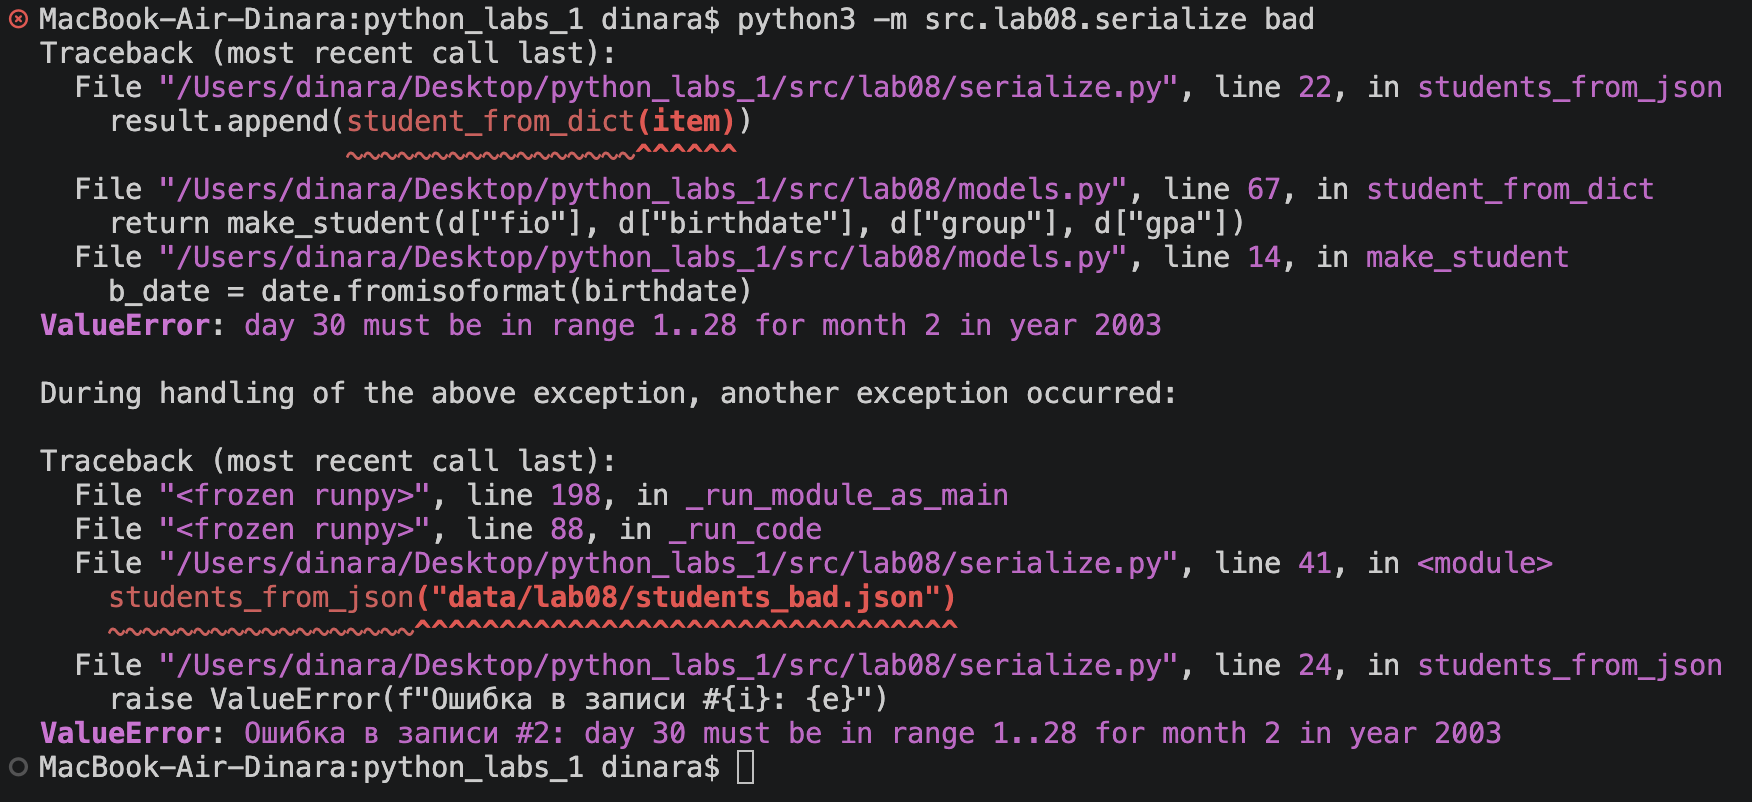 MacBook-Air-Dinara:python_labs_1 dinara$ python3 -m src.lab08.serialize bad
Traceback (most recent call last):
  File "/Users/dinara/Desktop/python_labs_1/src/lab08/serialize.py", line 22, in students_from_json
    result.append(student_from_dict(item))
                  ~~~~~~~~~~~~~~~~~^^^^^^
  File "/Users/dinara/Desktop/python_labs_1/src/lab08/models.py", line 67, in student_from_dict
    return make_student(d["fio"], d["birthdate"], d["group"], d["gpa"])
  File "/Users/dinara/Desktop/python_labs_1/src/lab08/models.py", line 14, in make_student
    b_date = date.fromisoformat(birthdate)
ValueError: day 30 must be in range 1..28 for month 2 in year 2003
During handling of the above exception, another exception occurred:
Traceback (most recent call last):
  File "<frozen runpy>", line 198, in _run_module_as_main
  File "<frozen runpy>", line 88, in _run_code
  File "/Users/dinara/Desktop/python_labs_1/src/lab08/serialize.py", line 41, in <module>
    students_from_json("data/lab08/students_bad.json")
    ~~~~~~~~~~~~~~~~~~^^^^^^^^^^^^^^^^^^^^^^^^^^^^^^^^
  File "/Users/dinara/Desktop/python_labs_1/src/lab08/serialize.py", line 24, in students_from_json
    raise ValueError(f"Ошибка в записи #{i}: {e}")
ValueError: Ошибка в записи #2: day 30 must be in range 1..28 for month 2 in year 2003
MacBook-Air-Dinara:python_labs_1 dinara$